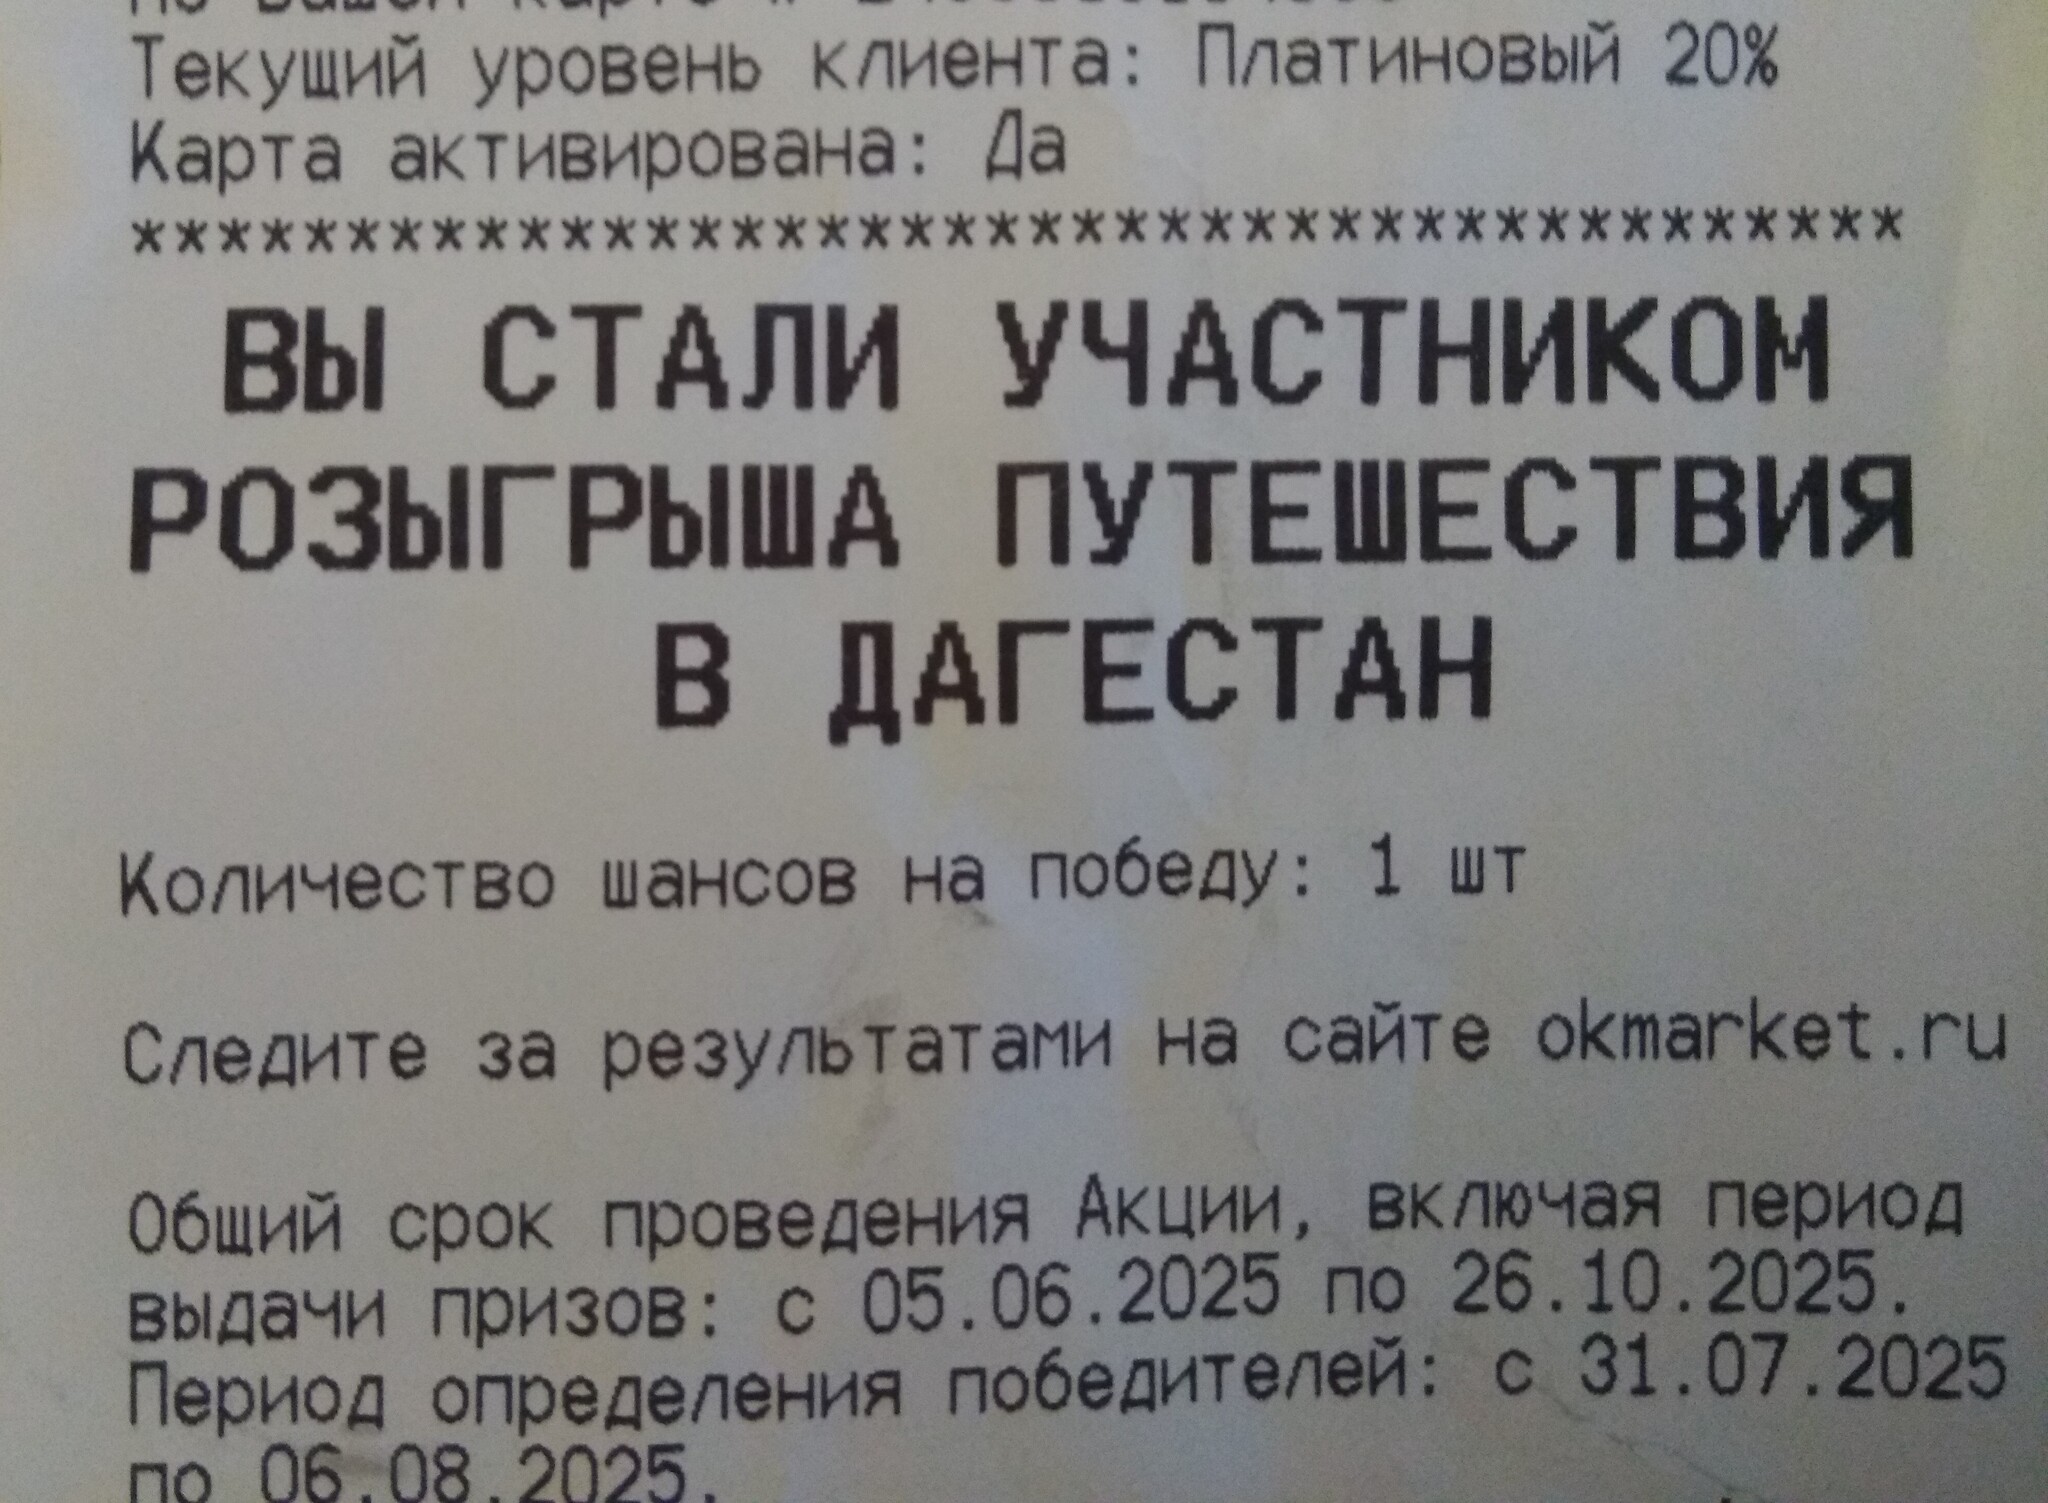 Текущий уровень клиента: Платиновый 20%
Карта активирована: Да
******************************************
ВЫ СТАЛИ УЧАСТНИКОМ
РОЗЫГРЫША ПУТЕШЕСТВИЯ
В ДАГЕСТАН
Количество шансов на победу: 1 шт
Следите за результатами на сайте okmarket.ru
Общий срок проведения Акции, включая период
выдачи призов: с 05.06.2025 по 26.10.2025.
Период определения победителей: с 31.07.2025
по 06.08.2025.